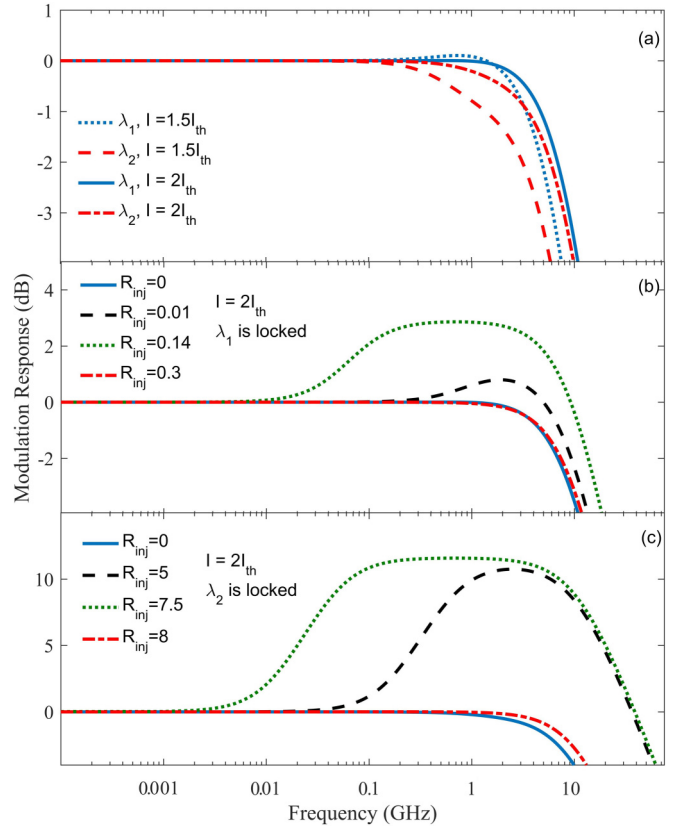 1
0
-1
-2
-3
(a)
λ1, I =1.5Ith
λ2, I = 1.5Ith
λ1, I = 2Ith
λ2, I = 2Ith
Modulation Response (dB)
4
2
0
-2
(b)
Rinj=0
Rinj=0.01
Rinj=0.14
Rinj=0.3
I = 2Ith
λ1 is locked
10
5
0
(c)
Rinj=0
Rinj=5
Rinj=7.5
Rinj=8
I = 2Ith
λ2 is locked
0.001 0.01 0.1 1 10
Frequency (GHz)